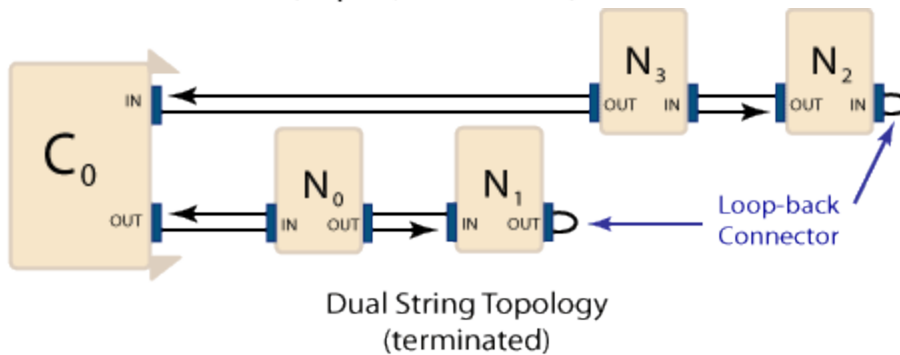 N3
N2
IN
OUT
IN
OUT
IN
C0
N0
N1
OUT
IN
OUT
IN
OUT
Loop-back
Connector
Dual String Topology
(terminated)